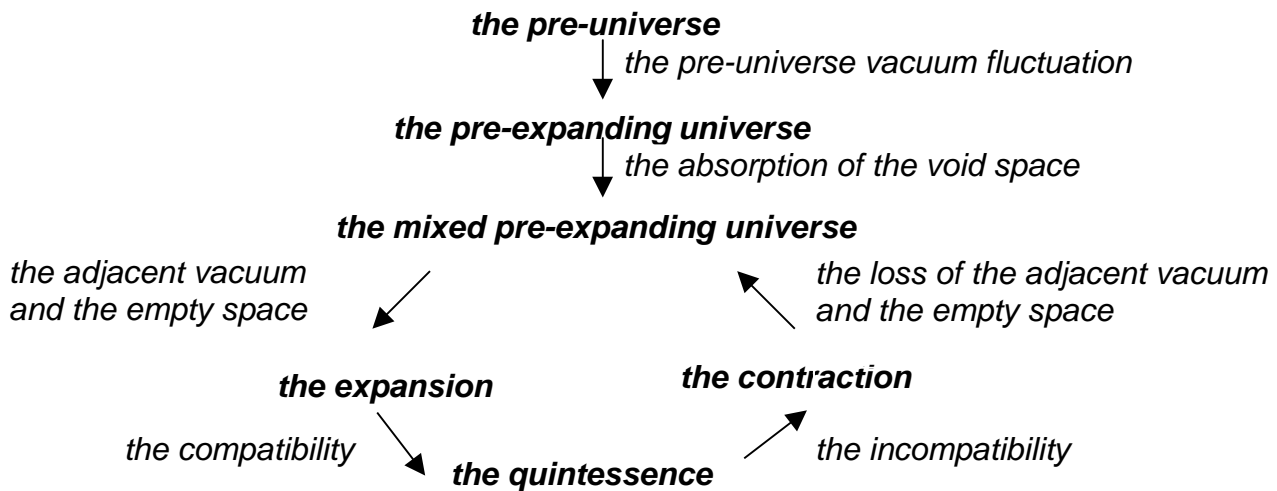 the pre-universe
the pre-universe vacuum fluctuation
the pre-expanding universe
the absorption of the void space
the mixed pre-expanding universe
the adjacent vacuum
and the empty space
the loss of the adjacent vacuum
and the empty space
the expansion
the contraction
the compatibility
the incompatibility
the quintessence